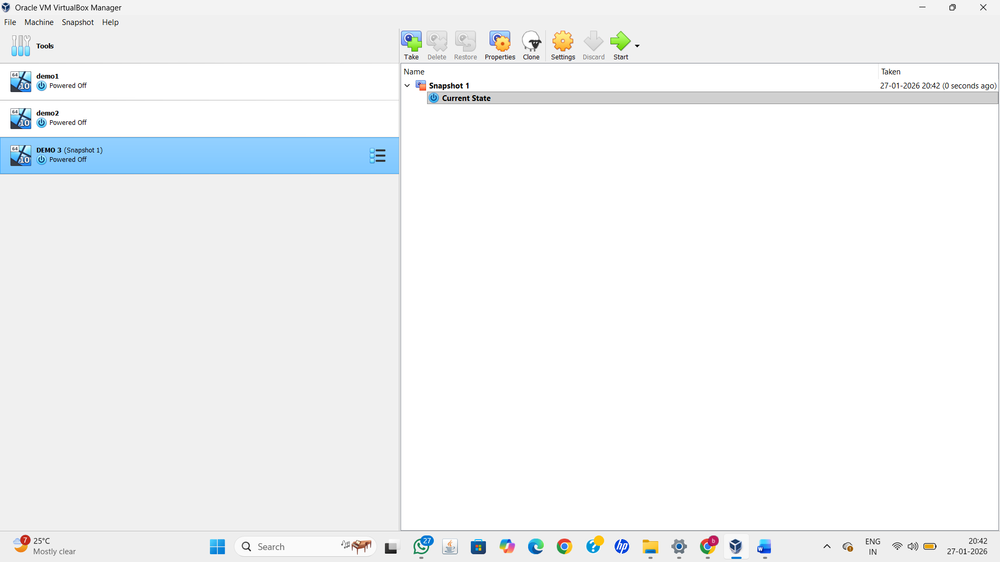 Oracle VM VirtualBox Manager
File Machine Snapshot Help
Tools
Take Delete Restore Properties Clone Settings Discard Start
Name Taken
64 10 demo1
Powered Off
Snapshot 1 27-01-2026 20:42 (0 seconds ago)
Current State
64 10 demo2
Powered Off
64 10 DEMO 3 (Snapshot 1)
Powered Off
7 25°C
Mostly clear
Search
27
hp
b
W
ENG
IN
20:42
27-01-2026